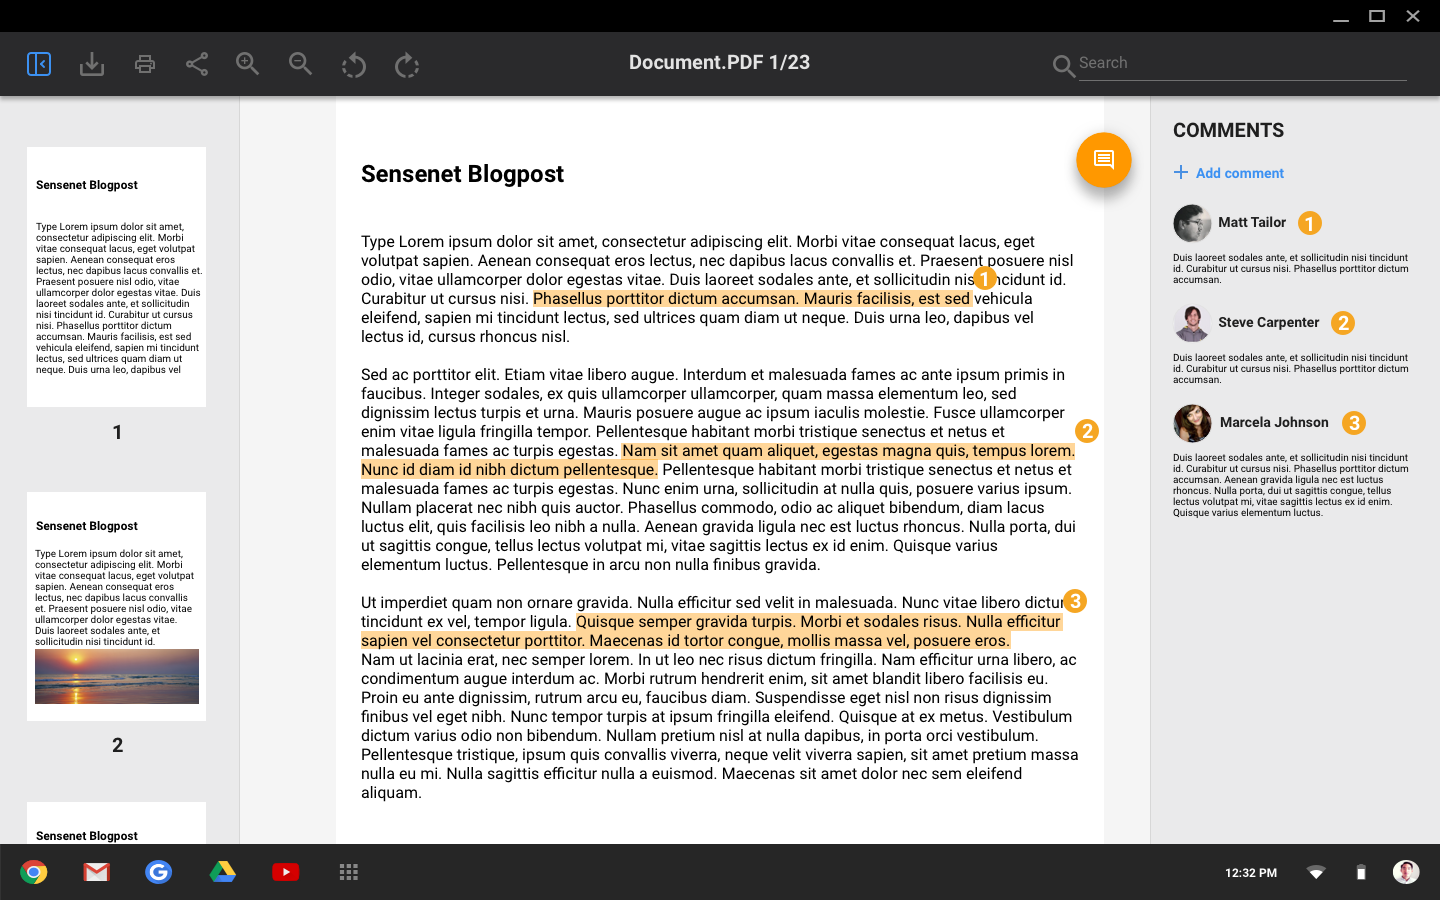 Document.PDF 1/23
Search
Sensenet Blogpost
Type Lorem ipsum dolor sit amet,
consectetur adipiscing elit. Morbi
vitae consequat lacus, eget volutpat
sapien. Aenean consequat eros
lectus, nec dapibus lacus convallis et.
Praesent posuere nisl odio, vitae
ullamcorper dolor egestas vitae. Duis
laoreet sodales ante, et sollicitudin
nisi tincidunt id. Curabitur ut cursus
nisi. Phasellus porttitor dictum
accumsan. Mauris facilisis, est sed
vehicula eleifend, sapien mi tincidunt
lectus, sed ultrices quam diam ut
neque. Duis urna leo, dapibus vel
1
Sensenet Blogpost
Type Lorem ipsum dolor sit amet,
consectetur adipiscing elit. Morbi
vitae consequat lacus, eget volutpat
sapien. Aenean consequat eros
lectus, nec dapibus lacus convallis
et. Praesent posuere nisl odio, vitae
ullamcorper dolor egestas vitae.
Duis laoreet sodales ante, et
sollicitudin nisi tincidunt id.
2
Sensenet Blogpost
Sensenet Blogpost
Type Lorem ipsum dolor sit amet, consectetur adipiscing elit. Morbi vitae consequat lacus, eget
volutpat sapien. Aenean consequat eros lectus, nec dapibus lacus convallis et. Praesent posuere nisl
odio, vitae ullamcorper dolor egestas vitae. Duis laoreet sodales ante, et sollicitudin nis 1 ncidunt id.
Curabitur ut cursus nisi. Phasellus porttitor dictum accumsan. Mauris facilisis, est sed vehicula
eleifend, sapien mi tincidunt lectus, sed ultrices quam diam ut neque. Duis urna leo, dapibus vel
lectus id, cursus rhoncus nisl.
Sed ac porttitor elit. Etiam vitae libero augue. Interdum et malesuada fames ac ante ipsum primis in
faucibus. Integer sodales, ex quis ullamcorper ullamcorper, quam massa elementum leo, sed
dignissim lectus turpis et urna. Mauris posuere augue ac ipsum iaculis molestie. Fusce ullamcorper
enim vitae ligula fringilla tempor. Pellentesque habitant morbi tristique senectus et netus et 2
malesuada fames ac turpis egestas. Nam sit amet quam aliquet, egestas magna quis, tempus lorem.
Nunc id diam id nibh dictum pellentesque. Pellentesque habitant morbi tristique senectus et netus et
malesuada fames ac turpis egestas. Nunc enim urna, sollicitudin at nulla quis, posuere varius ipsum.
Nullam placerat nec nibh quis auctor. Phasellus commodo, odio ac aliquet bibendum, diam lacus
luctus elit, quis facilisis leo nibh a nulla. Aenean gravida ligula nec est luctus rhoncus. Nulla porta, dui
ut sagittis congue, tellus lectus volutpat mi, vitae sagittis lectus ex id enim. Quisque varius
elementum luctus. Pellentesque in arcu non nulla finibus gravida.
Ut imperdiet quam non ornare gravida. Nulla efficitur sed velit in malesuada. Nunc vitae libero dictur 3
tincidunt ex vel, tempor ligula. Quisque semper gravida turpis. Morbi et sodales risus. Nulla efficitur
sapien vel consectetur porttitor. Maecenas id tortor congue, mollis massa vel, posuere eros.
Nam ut lacinia erat, nec semper lorem. In ut leo nec risus dictum fringilla. Nam efficitur urna libero, ac
condimentum augue interdum ac. Morbi rutrum hendrerit enim, sit amet blandit libero facilisis eu.
Proin eu ante dignissim, rutrum arcu eu, faucibus diam. Suspendisse eget nisl non risus dignissim
finibus vel eget nibh. Nunc tempor turpis at ipsum fringilla eleifend. Quisque at ex metus. Vestibulum
dictum varius odio non bibendum. Nullam pretium nisl at nulla dapibus, in porta orci vestibulum.
Pellentesque tristique, ipsum quis convallis viverra, neque velit viverra sapien, sit amet pretium massa
nulla eu mi. Nulla sagittis efficitur nulla a euismod. Maecenas sit amet dolor nec sem eleifend
aliquam.
COMMENTS
Add comment
Matt Tailor 1
Duis laoreet sodales ante, et sollicitudin nisi tincidunt
id. Curabitur ut cursus nisi. Phasellus porttitor dictum
accumsan.
Steve Carpenter 2
Duis laoreet sodales ante, et sollicitudin nisi tincidunt
id. Curabitur ut cursus nisi. Phasellus porttitor dictum
accumsan.
Marcela Johnson 3
Duis laoreet sodales ante, et sollicitudin nisi tincidunt
id. Curabitur ut cursus nisi. Phasellus porttitor dictum
accumsan. Aenean gravida ligula nec est luctus
rhoncus. Nulla porta, dui ut sagittis congue, tellus
lectus volutpat mi, vitae sagittis lectus ex id enim.
Quisque varius elementum luctus.
12:32 PM